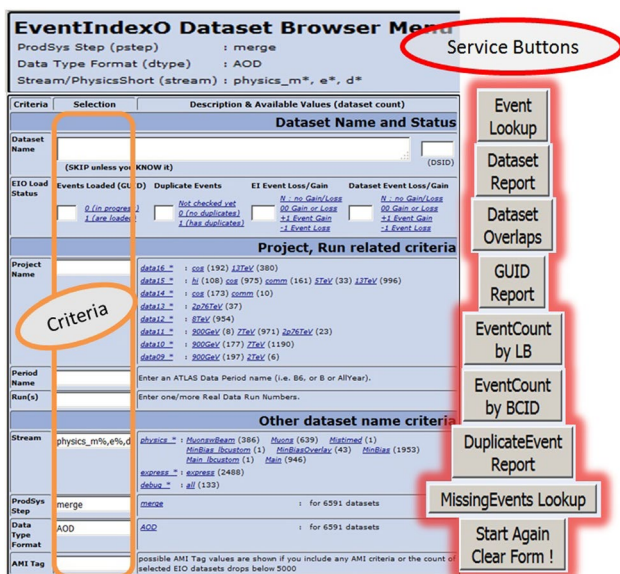 EventIndexO Dataset Browser Menu
ProdSys Step (pstep) : merge
Data Type Format (dtype) : AOD
Stream/PhysicsShort (stream) : physics_m*, e*, d*
Service Buttons
Criteria Selection Description & Available Values (dataset count)
Dataset Name and Status
Dataset Name
(SKIP unless you KNOW it) (DSID)
EIO Load Status
Events Loaded (GUID) Duplicate Events EI Event Loss/Gain Dataset Event Loss/Gain
0 (in progress)
1 (are loaded)
Not checked yet
0 (no duplicates)
1 (has duplicates)
N : no Gain/Loss
00 Gain or Loss
+1 Event Gain
-1 Event Loss
N : no Gain/Loss
00 Gain or Loss
+1 Event Gain
-1 Event Loss
Project, Run related criteria
Project Name
data16_* : cos (192) 13TeV (380)
data15_* : hi (108) cos (975) comm (161) 5TeV (33) 13TeV (996)
data14_* : cos (173) comm (10)
data13_* : 2p76TeV (37)
data12_* : 8TeV (954)
data11_* : 900GeV (8) 7TeV (971) 2p76TeV (23)
data10_* : 900GeV (177) 7TeV (1190)
data09_* : 900GeV (197) 2TeV (6)
Criteria
Period Name
Enter an ATLAS Data Period name (i.e. B6, or B or AllYear).
Run(s)
Enter one/more Real Data Run Numbers.
Other dataset name criteria
Stream
physics_m%,e%,d
physics_* : MuonswBeam (386) Muons (639) Mistimed (1)
MinBias_lbcustom (1) MinBiasOverlay (43) MinBias (1953)
Main_lbcustom (1) Main (946)
express_* : express (2488)
debug_* : all (133)
ProdSys Step
merge
merge : for 6591 datasets
Data Type Format
AOD
AOD : for 6591 datasets
AMI Tag
possible AMI Tag values are shown if you include any AMI criteria or the count of
selected EIO datasets drops below 5000
Event Lookup
Dataset Report
Dataset Overlaps
GUID Report
EventCount by LB
EventCount by BCID
DuplicateEvent Report
MissingEvents Lookup
Start Again
Clear Form !